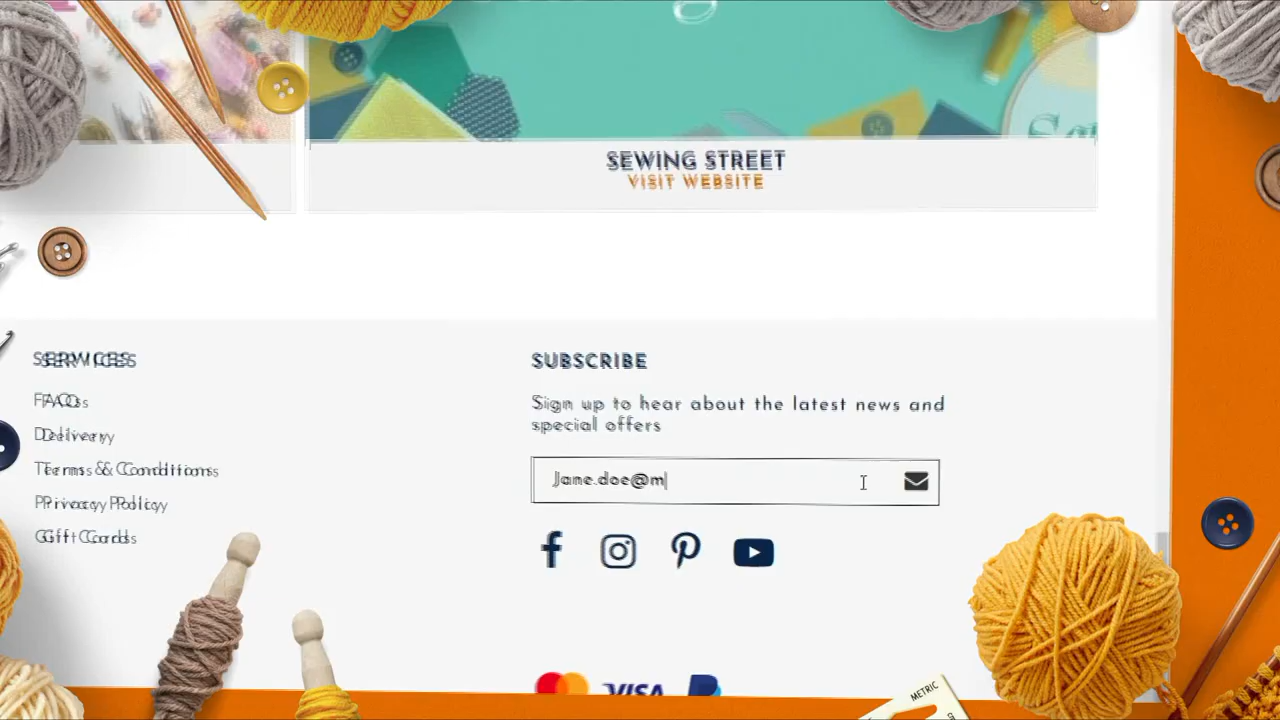 SEWING STREET
VISIT WEBSITE
SERVICES
FAQs
Delivery
Terms & Conditions
Privacy Policy
Gift Cards
SUBSCRIBE
Sign up to hear about the latest news and
special offers
Jane.doe@m
VISA
METRIC